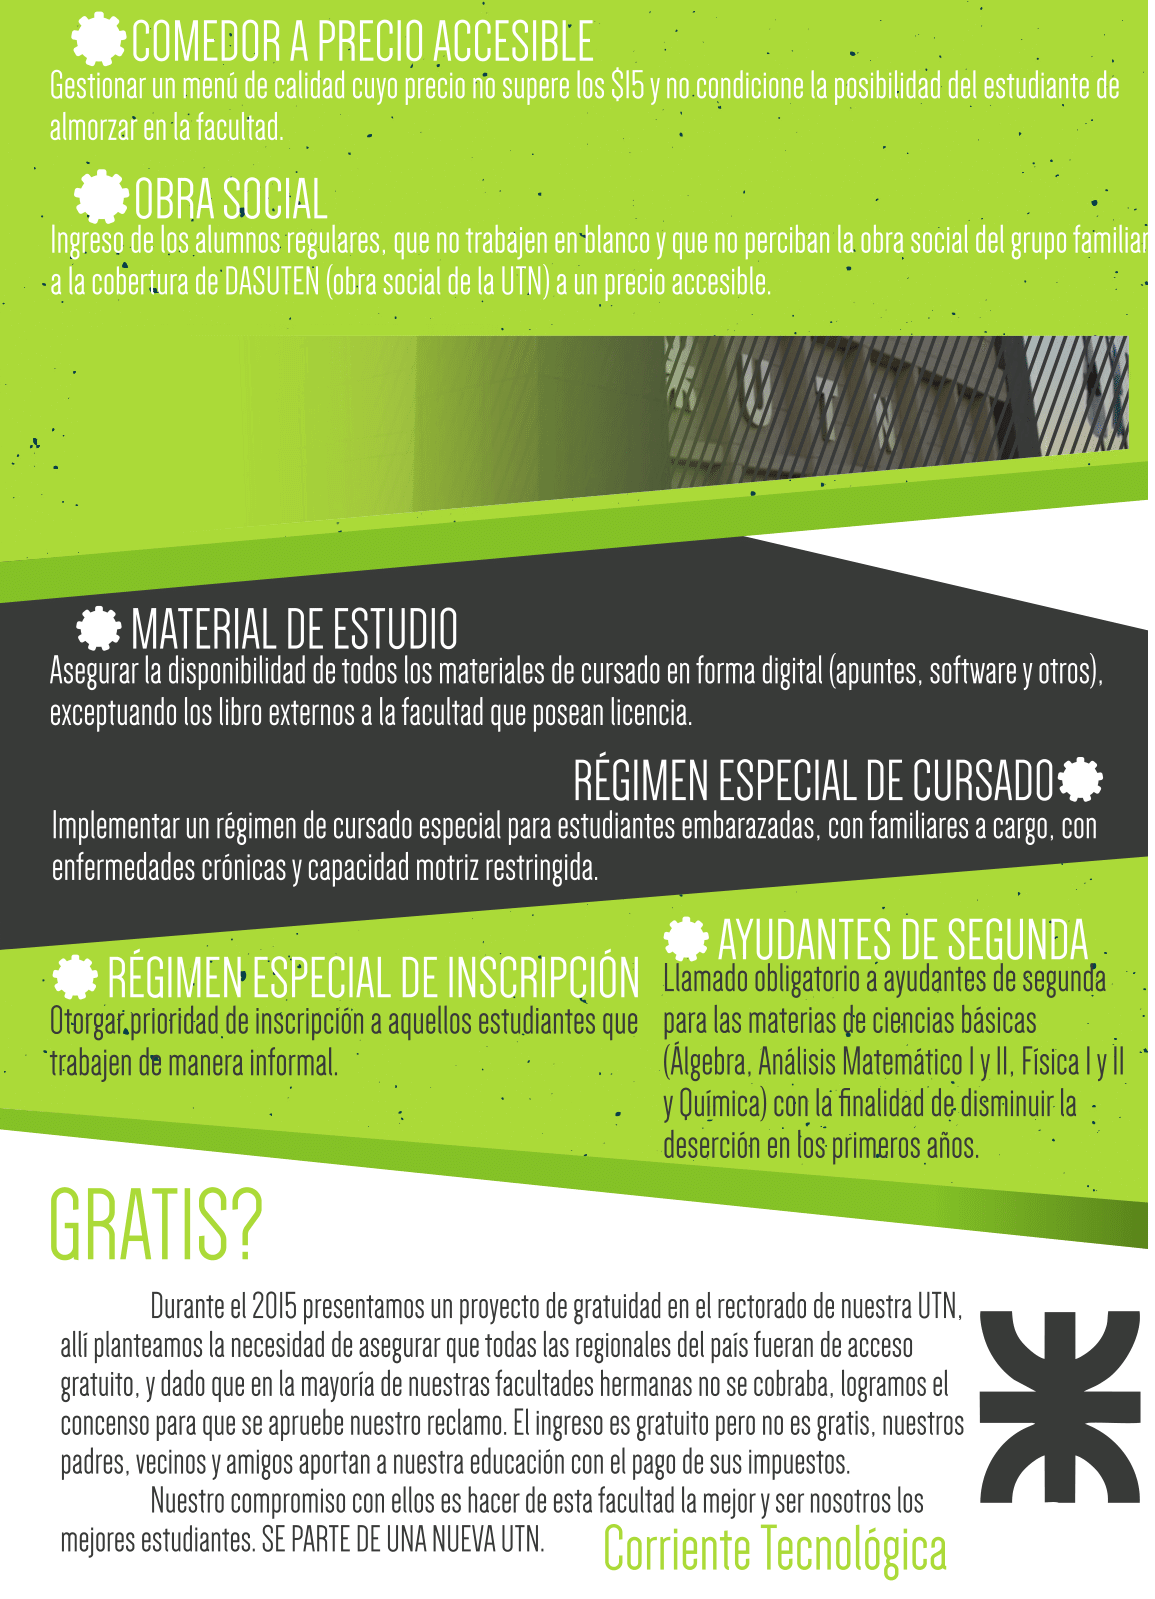 COMEDOR A PRECIO ACCESIBLE
Gestionar un menú de calidad cuyo precio no supere los $15 y no condicione la posibilidad del estudiante de
almorzar en la facultad.
OBRA SOCIAL
Ingreso de los alumnos regulares, que no trabajen en blanco y que no perciban la obra social del grupo familiar
a la cobertura de DASUTEN (obra social de la UTN) a un precio accesible.
MATERIAL DE ESTUDIO
Asegurar la disponibilidad de todos los materiales de cursado en forma digital (apuntes, software y otros),
exceptuando los libro externos a la facultad que posean licencia.
RÉGIMEN ESPECIAL DE CURSADO
Implementar un régimen de cursado especial para estudiantes embarazadas, con familiares a cargo, con
enfermedades crónicas y capacidad motriz restringida.
RÉGIMEN ESPECIAL DE INSCRIPCIÓN
Otorgar prioridad de inscripción a aquellos estudiantes que
trabajen de manera informal.
AYUDANTES DE SEGUNDA
Llamado obligatorio a ayudantes de segunda
para las materias de ciencias básicas
(Álgebra, Análisis Matemático I y II, Física I y II
y Química) con la finalidad de disminuir la
deserción en los primeros años.
GRATIS?
Durante el 2015 presentamos un proyecto de gratuidad en el rectorado de nuestra UTN,
allí planteamos la necesidad de asegurar que todas las regionales del país fueran de acceso
gratuito, y dado que en la mayoría de nuestras facultades hermanas no se cobraba, logramos el
concenso para que se apruebe nuestro reclamo. El ingreso es gratuito pero no es gratis, nuestros
padres, vecinos y amigos aportan a nuestra educación con el pago de sus impuestos.
Nuestro compromiso con ellos es hacer de esta facultad la mejor y ser nosotros los
mejores estudiantes. SE PARTE DE UNA NUEVA UTN.
Corriente Tecnológica